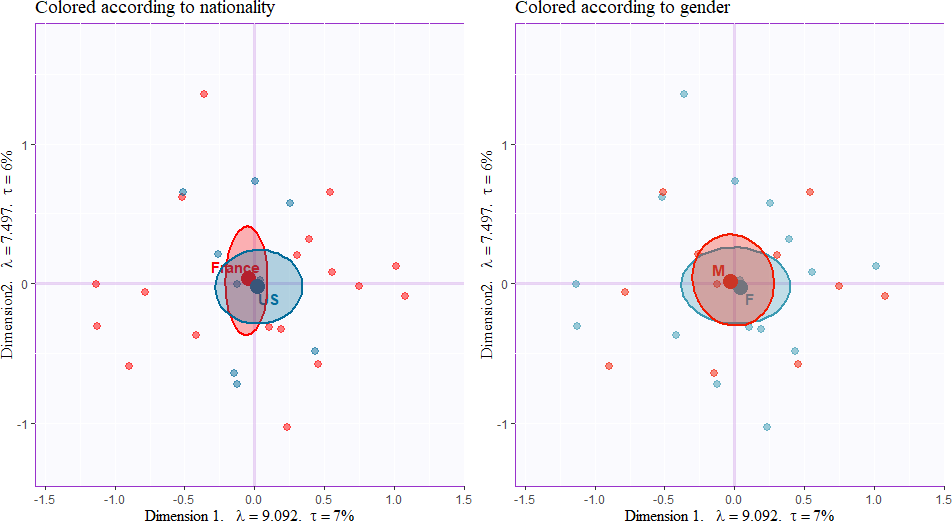 Colored according to nationality
Dimension2. λ = 7.497. τ = 6%
1
0
-1
France
US
-1.5 -1.0 -0.5 0.0 0.5 1.0 1.5
Dimension 1. λ = 9.092. τ = 7%
Colored according to gender
Dimension2. λ = 7.497. τ = 6%
1
0
-1
M
F
-1.5 -1.0 -0.5 0.0 0.5 1.0 1.5
Dimension 1. λ = 9.092. τ = 7%